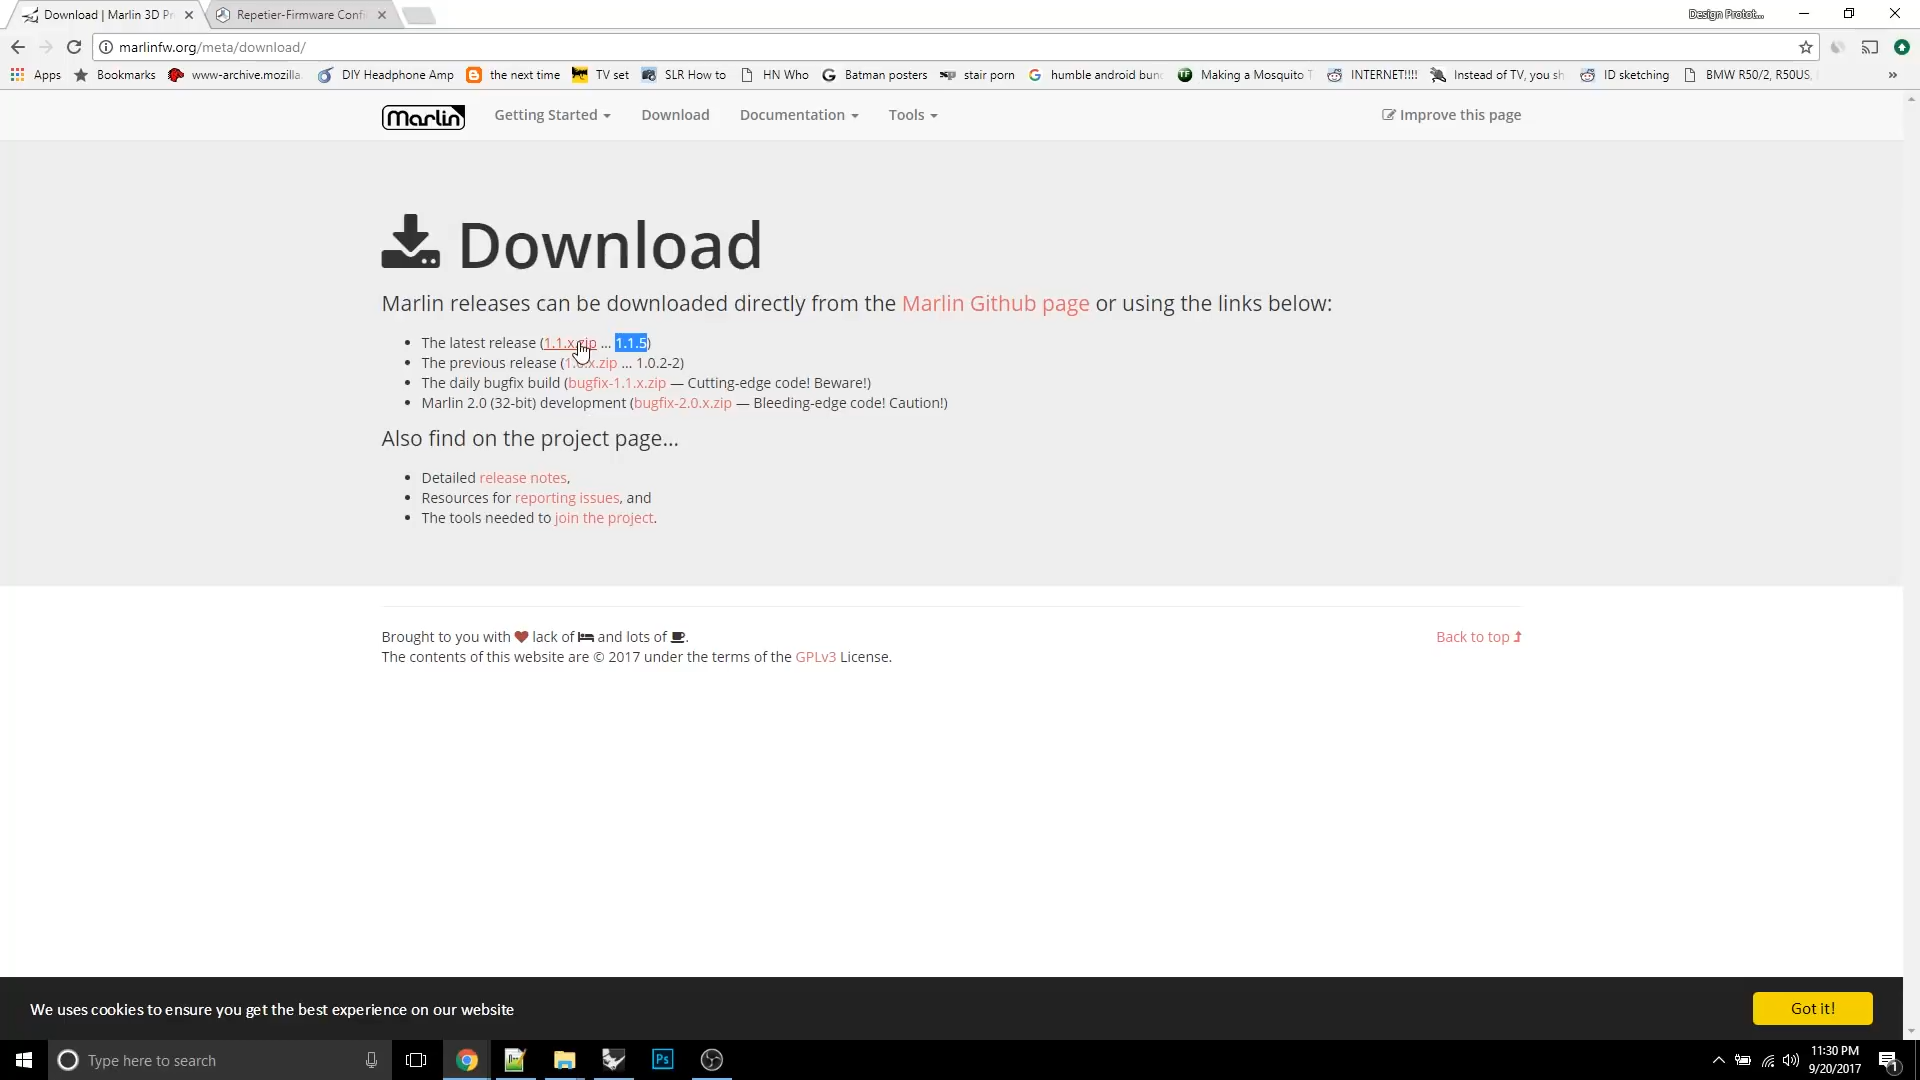 Download | Marlin 3D Pr
Repetier-Firmware Conf
Design Protot...
marlinfw.org/meta/download/
Apps
Bookmarks
www-archive.mozilla
DIY Headphone Amp
the next time
TV set
SLR How to
HN Who
Batman posters
stair porn
humble android bun
Making a Mosquito T
INTERNET!!!!
Instead of TV, you sh
ID sketching
BMW R50/2, R50US,
»
Marlin
Getting Started
Download
Documentation
Tools
Improve this page
Download
Marlin releases can be downloaded directly from the Marlin Github page or using the links below:
• The latest release (1.1.x.zip ... 1.1.5)
• The previous release (1.0.x.zip ... 1.0.2-2)
• The daily bugfix build (bugfix-1.1.x.zip — Cutting-edge code! Beware!)
• Marlin 2.0 (32-bit) development (bugfix-2.0.x.zip — Bleeding-edge code! Caution!)
Also find on the project page...
• Detailed release notes,
• Resources for reporting issues, and
• The tools needed to join the project.
Brought to you with lack of and lots of .
Back to top
The contents of this website are © 2017 under the terms of the GPLv3 License.
We uses cookies to ensure you get the best experience on our website
Got it!
Type here to search
Ps
11:30 PM
9/20/2017
1